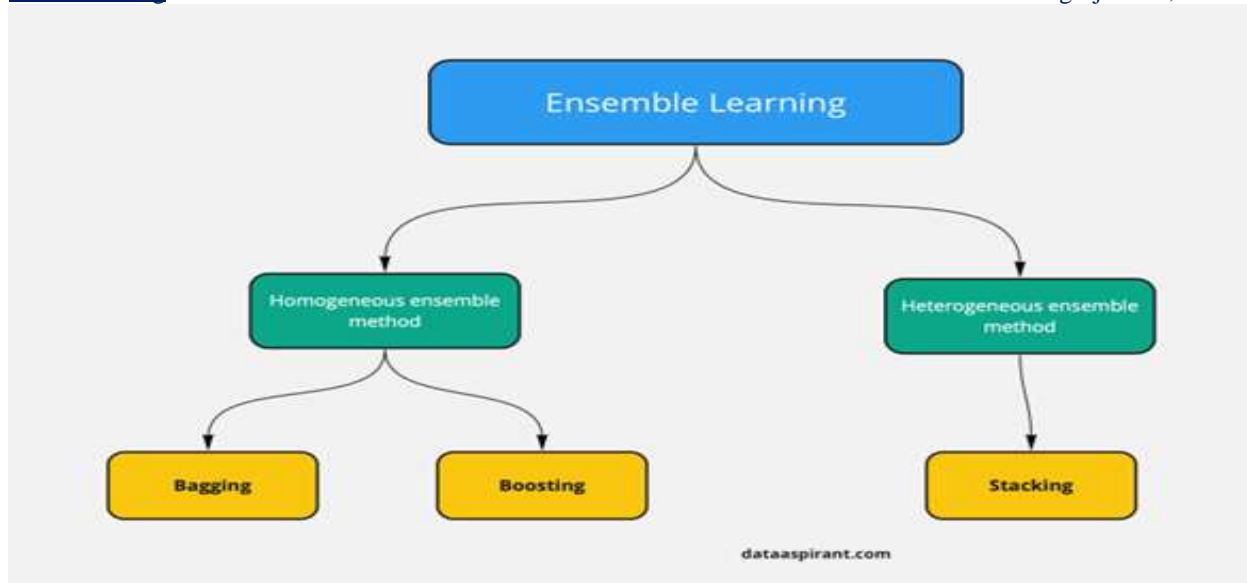 Ensemble Learning
Homogeneous ensemble
method
Heterogeneous ensemble
method
Bagging
Boosting
Stacking
dataaspirant.com